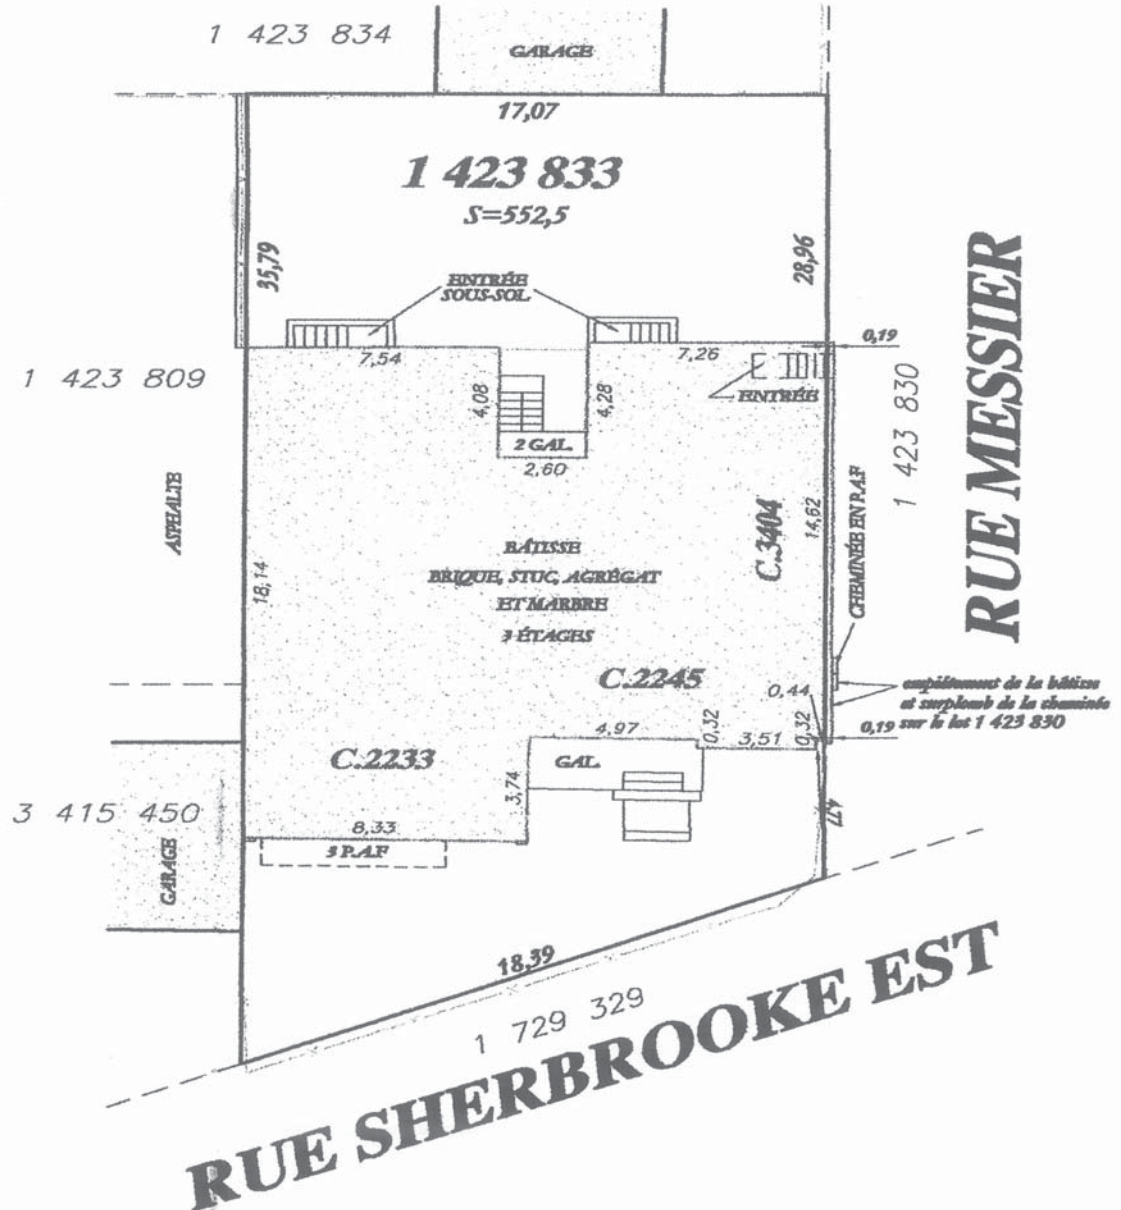 1 423 834
GARAGE
17,07
1 423 833
S=552,5
35,79
28,96
ENTRÉE
SOUS-SOL
0,19
7,54
7,26
1 423 809
ENTRÉE
4,08
4,28
2 GAL.
2,60
1 423 830
RUE MESSIER
ASPHALTE
C.3404
14,62
CHEMINÉE EN P.A.F
BÂTISSE
BRIQUE, STUC, AGRÉGAT
ET MARBRE
3 ÉTAGES
18,14
C.2245
0,44
empiétement de la bâtisse
et surplomb de la cheminée
sur le lot 1 423 830
0,19
4,97
0,32
3,51
0,32
C.2233
GAL.
3,74
4,77
3 415 450
GARAGE
8,33
3 P.A.F
18,39
1 729 329
RUE SHERBROOKE EST